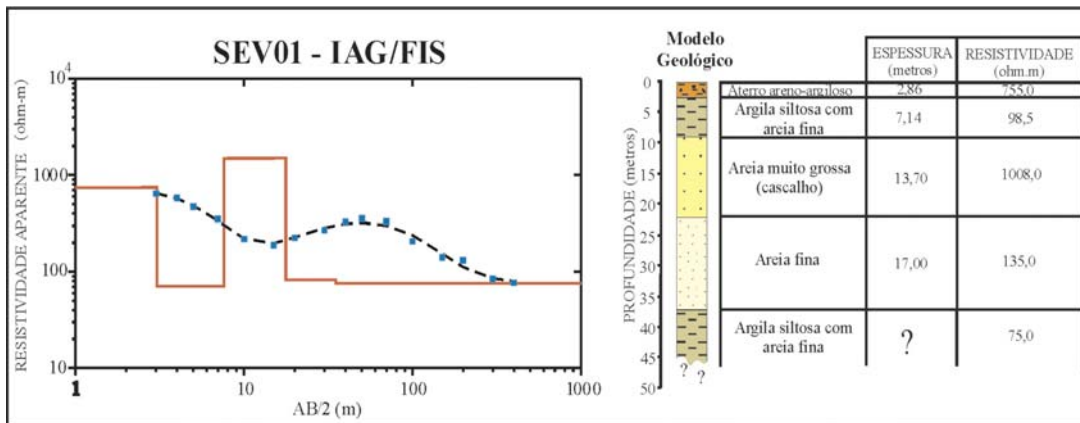 SEV01 - IAG/FIS
RESISTIVIDADE APARENTE (ohm-m)
10⁴
1000
100
10
1
10
100
1000
AB/2 (m)
Modelo
Geológico
PROFUNDIDADE (metros)
0
5
10
15
20
25
30
35
40
45
50
? ?
ESPESSURA
(metros)
RESISTIVIDADE
(ohm.m)
Aterro areno-argiloso 2,86 755,0
Argila siltosa com
areia fina
7,14
98,5
Areia muito grossa
(cascalho)
13,70
1008,0
Areia fina
17,00
135,0
Argila siltosa com
areia fina
?
75,0